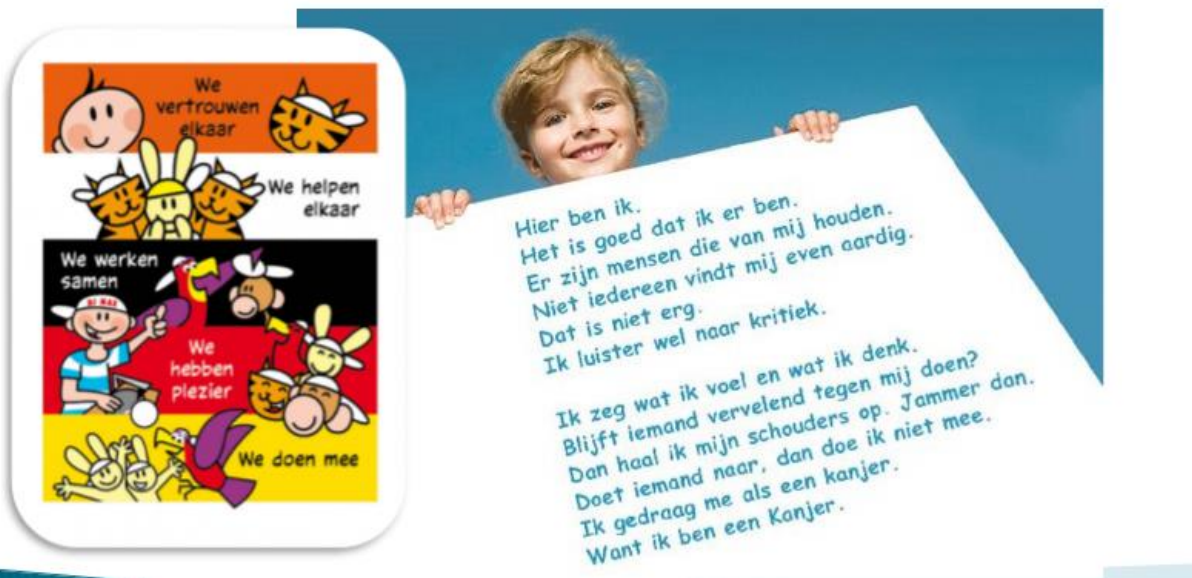 We
vertrouwen
elkaar
We helpen
elkaar
We werken
samen
We
hebben
plezier
We doen mee
Hier ben ik.
Het is goed dat ik er ben.
Er zijn mensen die van mij houden.
Niet iedereen vindt mij even aardig.
Dat is niet erg.
Ik luister wel naar kritiek.
Ik zeg wat ik voel en wat ik denk.
Blijft iemand vervelend tegen mij doen?
Dan haal ik mijn schouders op. Jammer dan.
Doet iemand naar, dan doe ik niet mee.
Ik gedraag me als een kanjer.
Want ik ben een Kanjer.